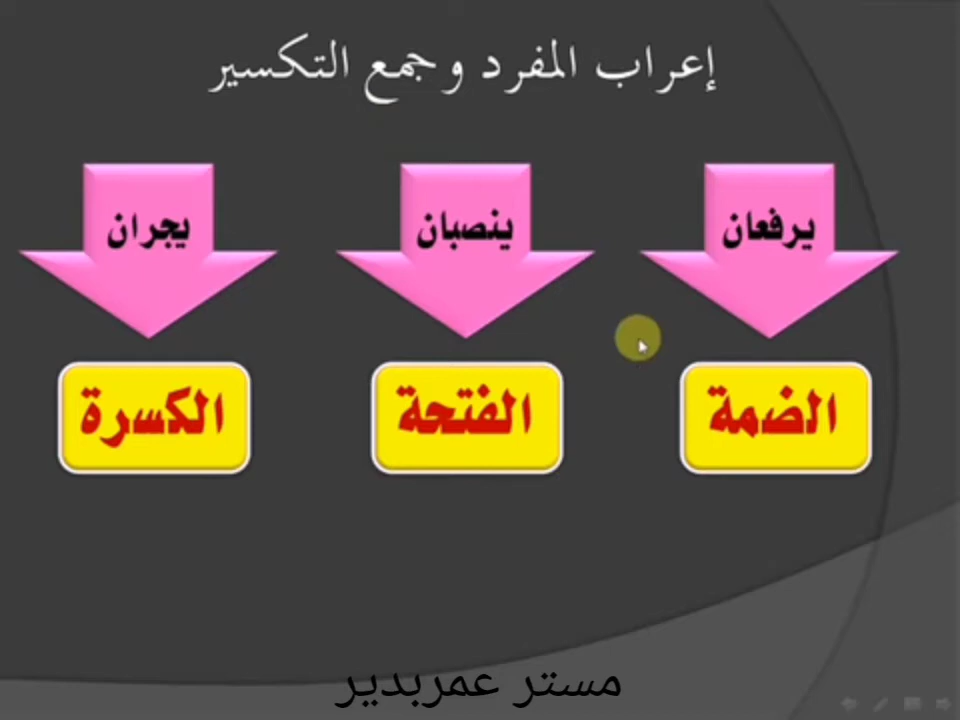 إعراب المفرد وجمع التكسير
يرفعان
ينصبان
يجران
الضمة
الفتحة
الكسرة
مستر عمربدير